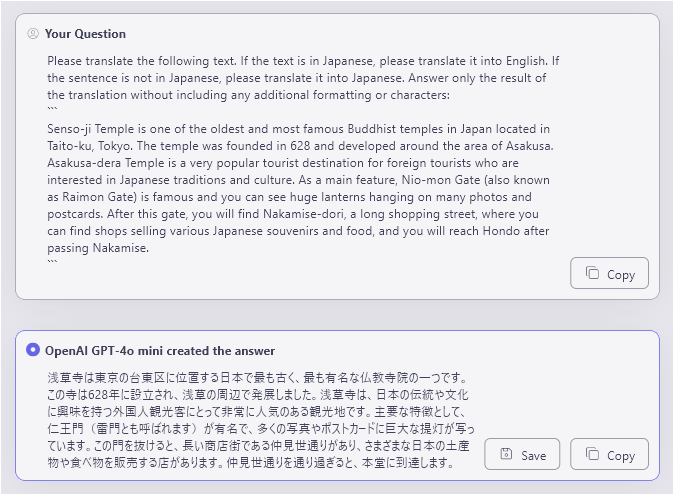 Your Question
Please translate the following text. If the text is in Japanese, please translate it into English. If
the sentence is not in Japanese, please translate it into Japanese. Answer only the result of
the translation without including any additional formatting or characters:
```
Senso-ji Temple is one of the oldest and most famous Buddhist temples in Japan located in
Taito-ku, Tokyo. The temple was founded in 628 and developed around the area of Asakusa.
Asakusa-dera Temple is a very popular tourist destination for foreign tourists who are
interested in Japanese traditions and culture. As a main feature, Nio-mon Gate (also known
as Raimon Gate) is famous and you can see huge lanterns hanging on many photos and
postcards. After this gate, you will find Nakamise-dori, a long shopping street, where you
can find shops selling various Japanese souvenirs and food, and you will reach Hondo after
passing Nakamise.
```
Copy
OpenAI GPT-4o mini created the answer
浅草寺は東京の台東区に位置する日本で最も古く、最も有名な仏教寺院の一つです。
この寺は628年に設立され、浅草の周辺で発展しました。浅草寺は、日本の伝統や文化
に興味を持つ外国人観光客にとって非常に人気のある観光地です。主要な特徴として、
仁王門（雷門とも呼ばれます）が有名で、多くの写真やポストカードに巨大な提灯が写っ
ています。この門を抜けると、長い商店街である仲見世通りがあり、さまざまな日本の土産
物や食べ物を販売する店があります。仲見世通りを通り過ぎると、本堂に到達します。
Save
Copy